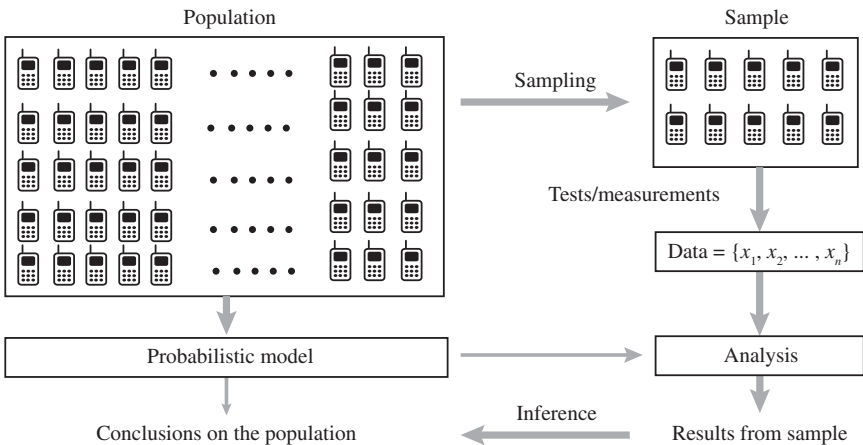 Population
Sample
Sampling
Tests/measurements
Data = {x₁, x₂, ... , xₙ}
Probabilistic model
Analysis
Inference
Conclusions on the population
Results from sample